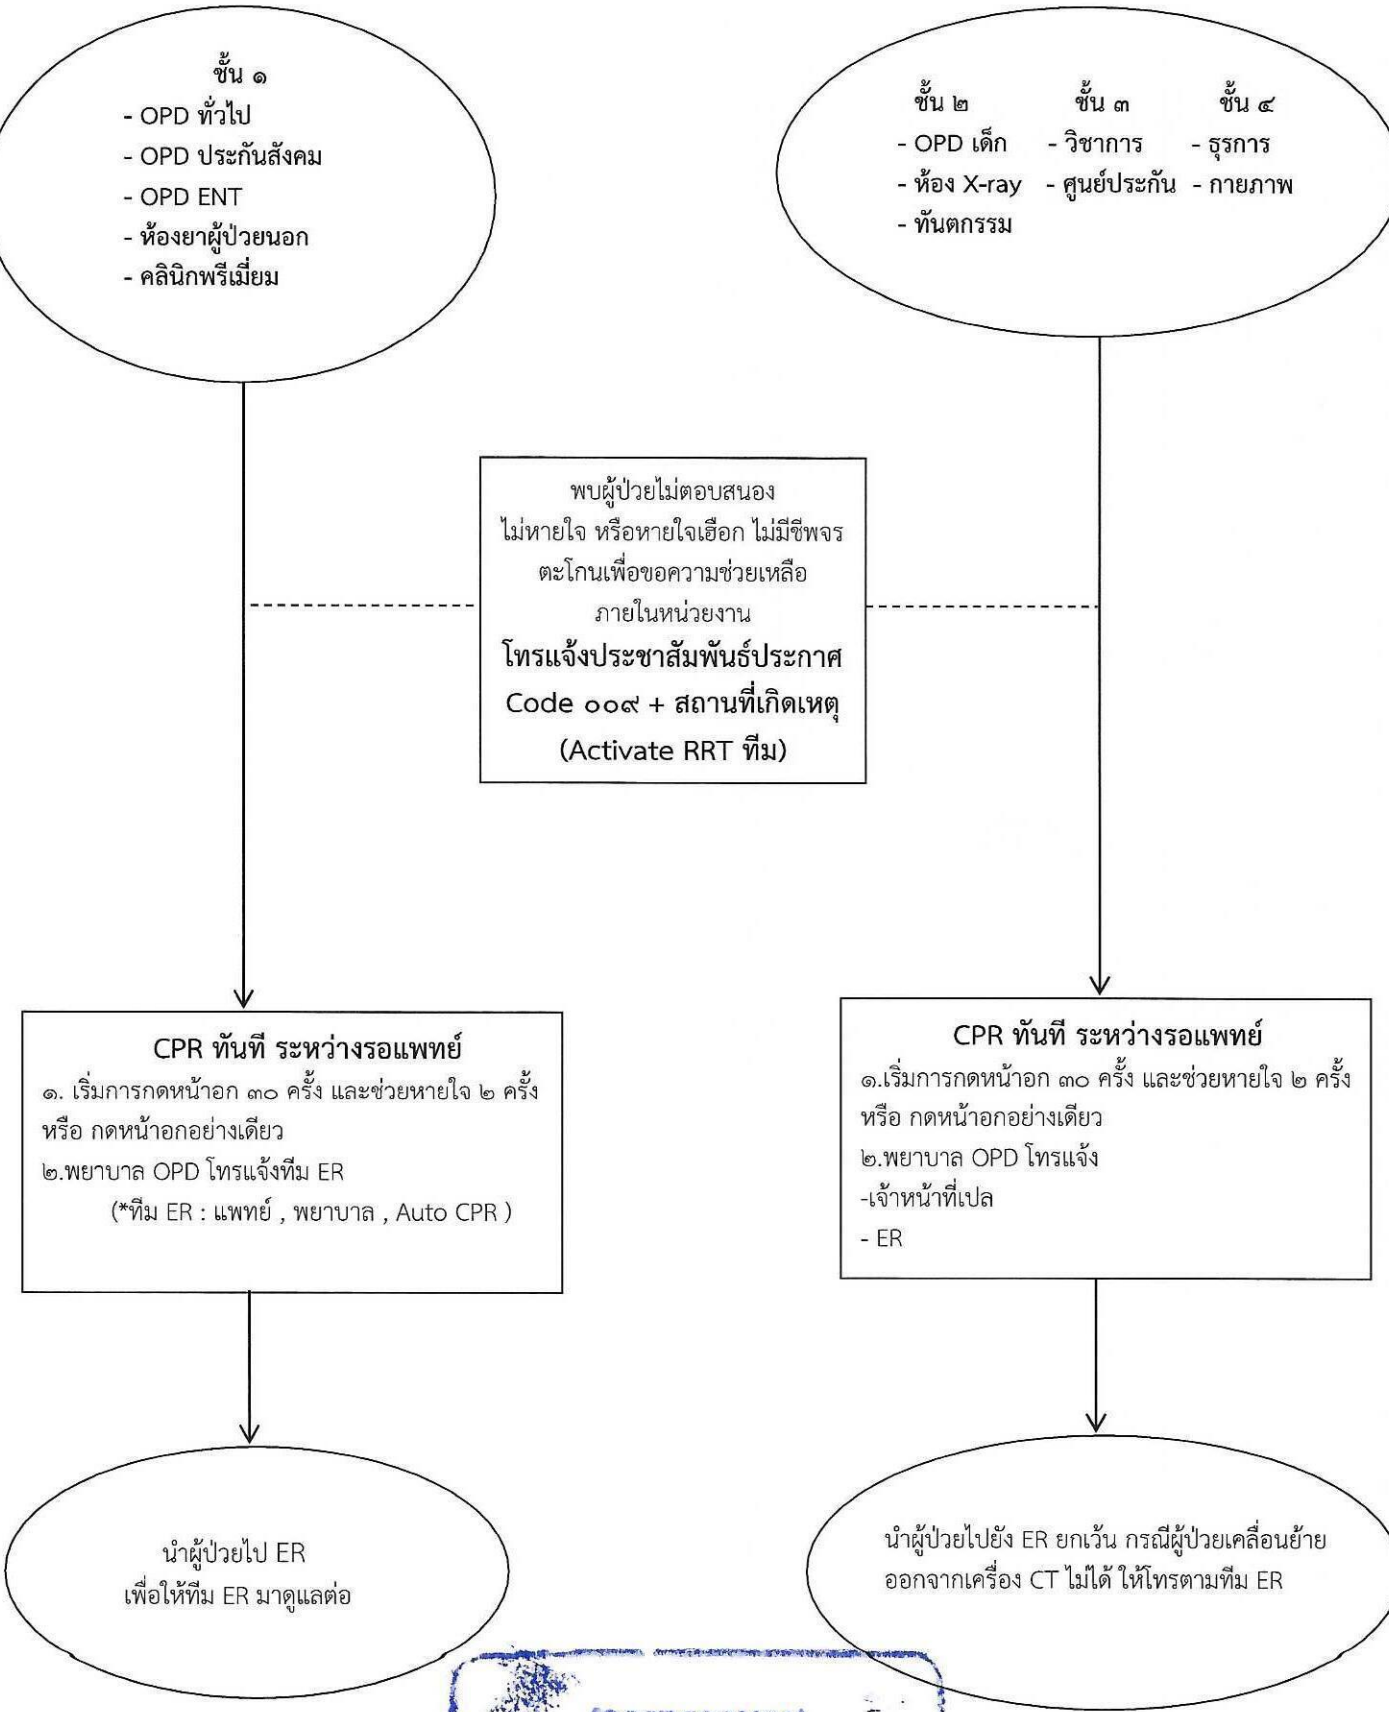 ชั้น ๑
- OPD ทั่วไป
- OPD ประกันสังคม
- OPD ENT
- ห้องยาผู้ป่วยนอก
- คลินิกพรีเมี่ยม
ชั้น ๒ ชั้น ๓ ชั้น ๔
- OPD เด็ก - วิชาการ - ธุรการ
- ห้อง X-ray - ศูนย์ประกัน - กายภาพ
- ทันตกรรม
พบผู้ป่วยไม่ตอบสนอง
ไม่หายใจ หรือหายใจเฮือก ไม่มีชีพจร
ตะโกนเพื่อขอความช่วยเหลือ
ภายในหน่วยงาน
โทรแจ้งประชาสัมพันธ์ประกาศ
Code ๐๐๙ + สถานที่เกิดเหตุ
(Activate RRT ทีม)
CPR ทันที ระหว่างรอแพทย์
๑. เริ่มการกดหน้าอก ๓๐ ครั้ง และช่วยหายใจ ๒ ครั้ง
หรือ กดหน้าอกอย่างเดียว
๒.พยาบาล OPD โทรแจ้งทีม ER
(*ทีม ER : แพทย์ , พยาบาล , Auto CPR )
CPR ทันที ระหว่างรอแพทย์
๑.เริ่มการกดหน้าอก ๓๐ ครั้ง และช่วยหายใจ ๒ ครั้ง
หรือ กดหน้าอกอย่างเดียว
๒.พยาบาล OPD โทรแจ้ง
-เจ้าหน้าที่เปล
- ER
นำผู้ป่วยไป ER
เพื่อให้ทีม ER มาดูแลต่อ
นำผู้ป่วยไปยัง ER ยกเว้น กรณีผู้ป่วยเคลื่อนย้าย
ออกจากเครื่อง CT ไม่ได้ ให้โทรตามทีม ER